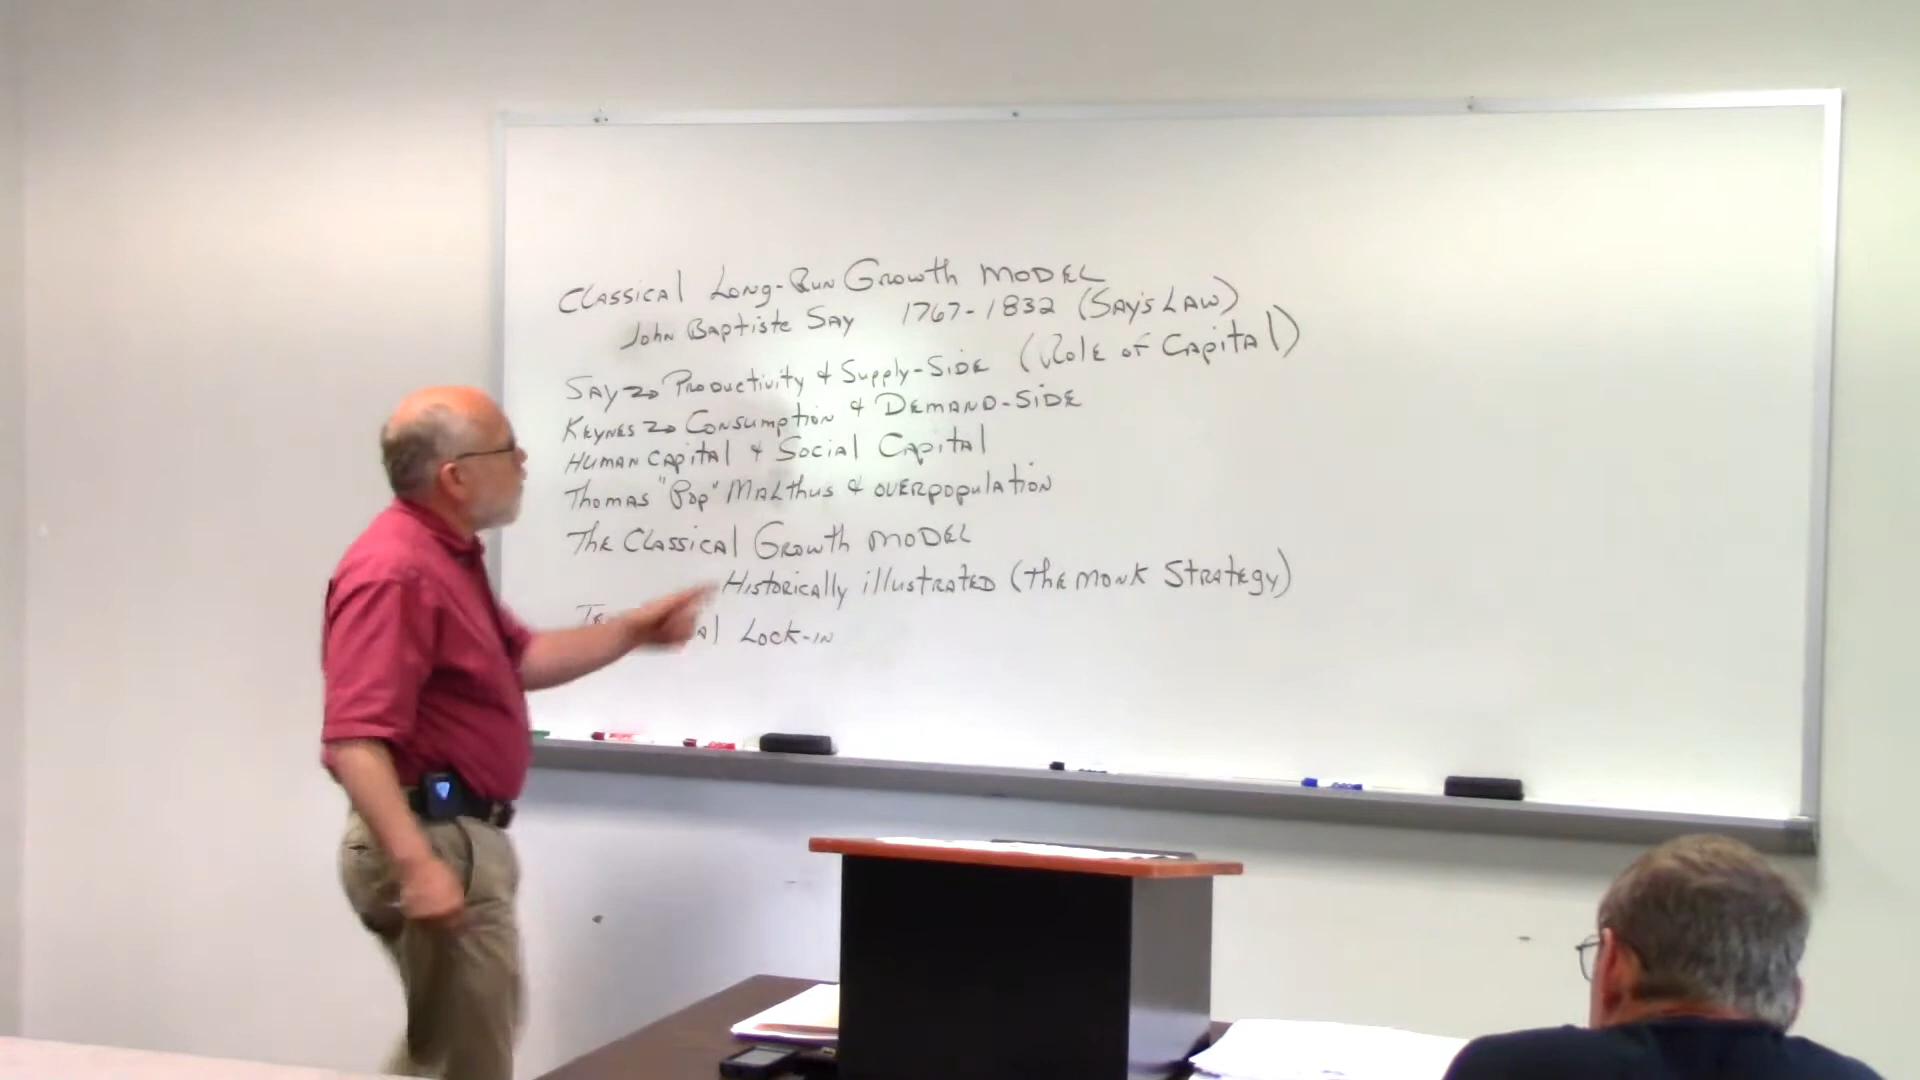 Classical Long-Run Growth Model
John Baptiste Say 1767-1832 (Say's Law)
Say → Productivity & Supply-Side (Role of Capital)
Keynes → Consumption & Demand-Side
Human Capital & Social Capital
Thomas "Pop" Malthus & overpopulation
The Classical Growth Model
Historically illustrated (the Monk Strategy)
Lock-in